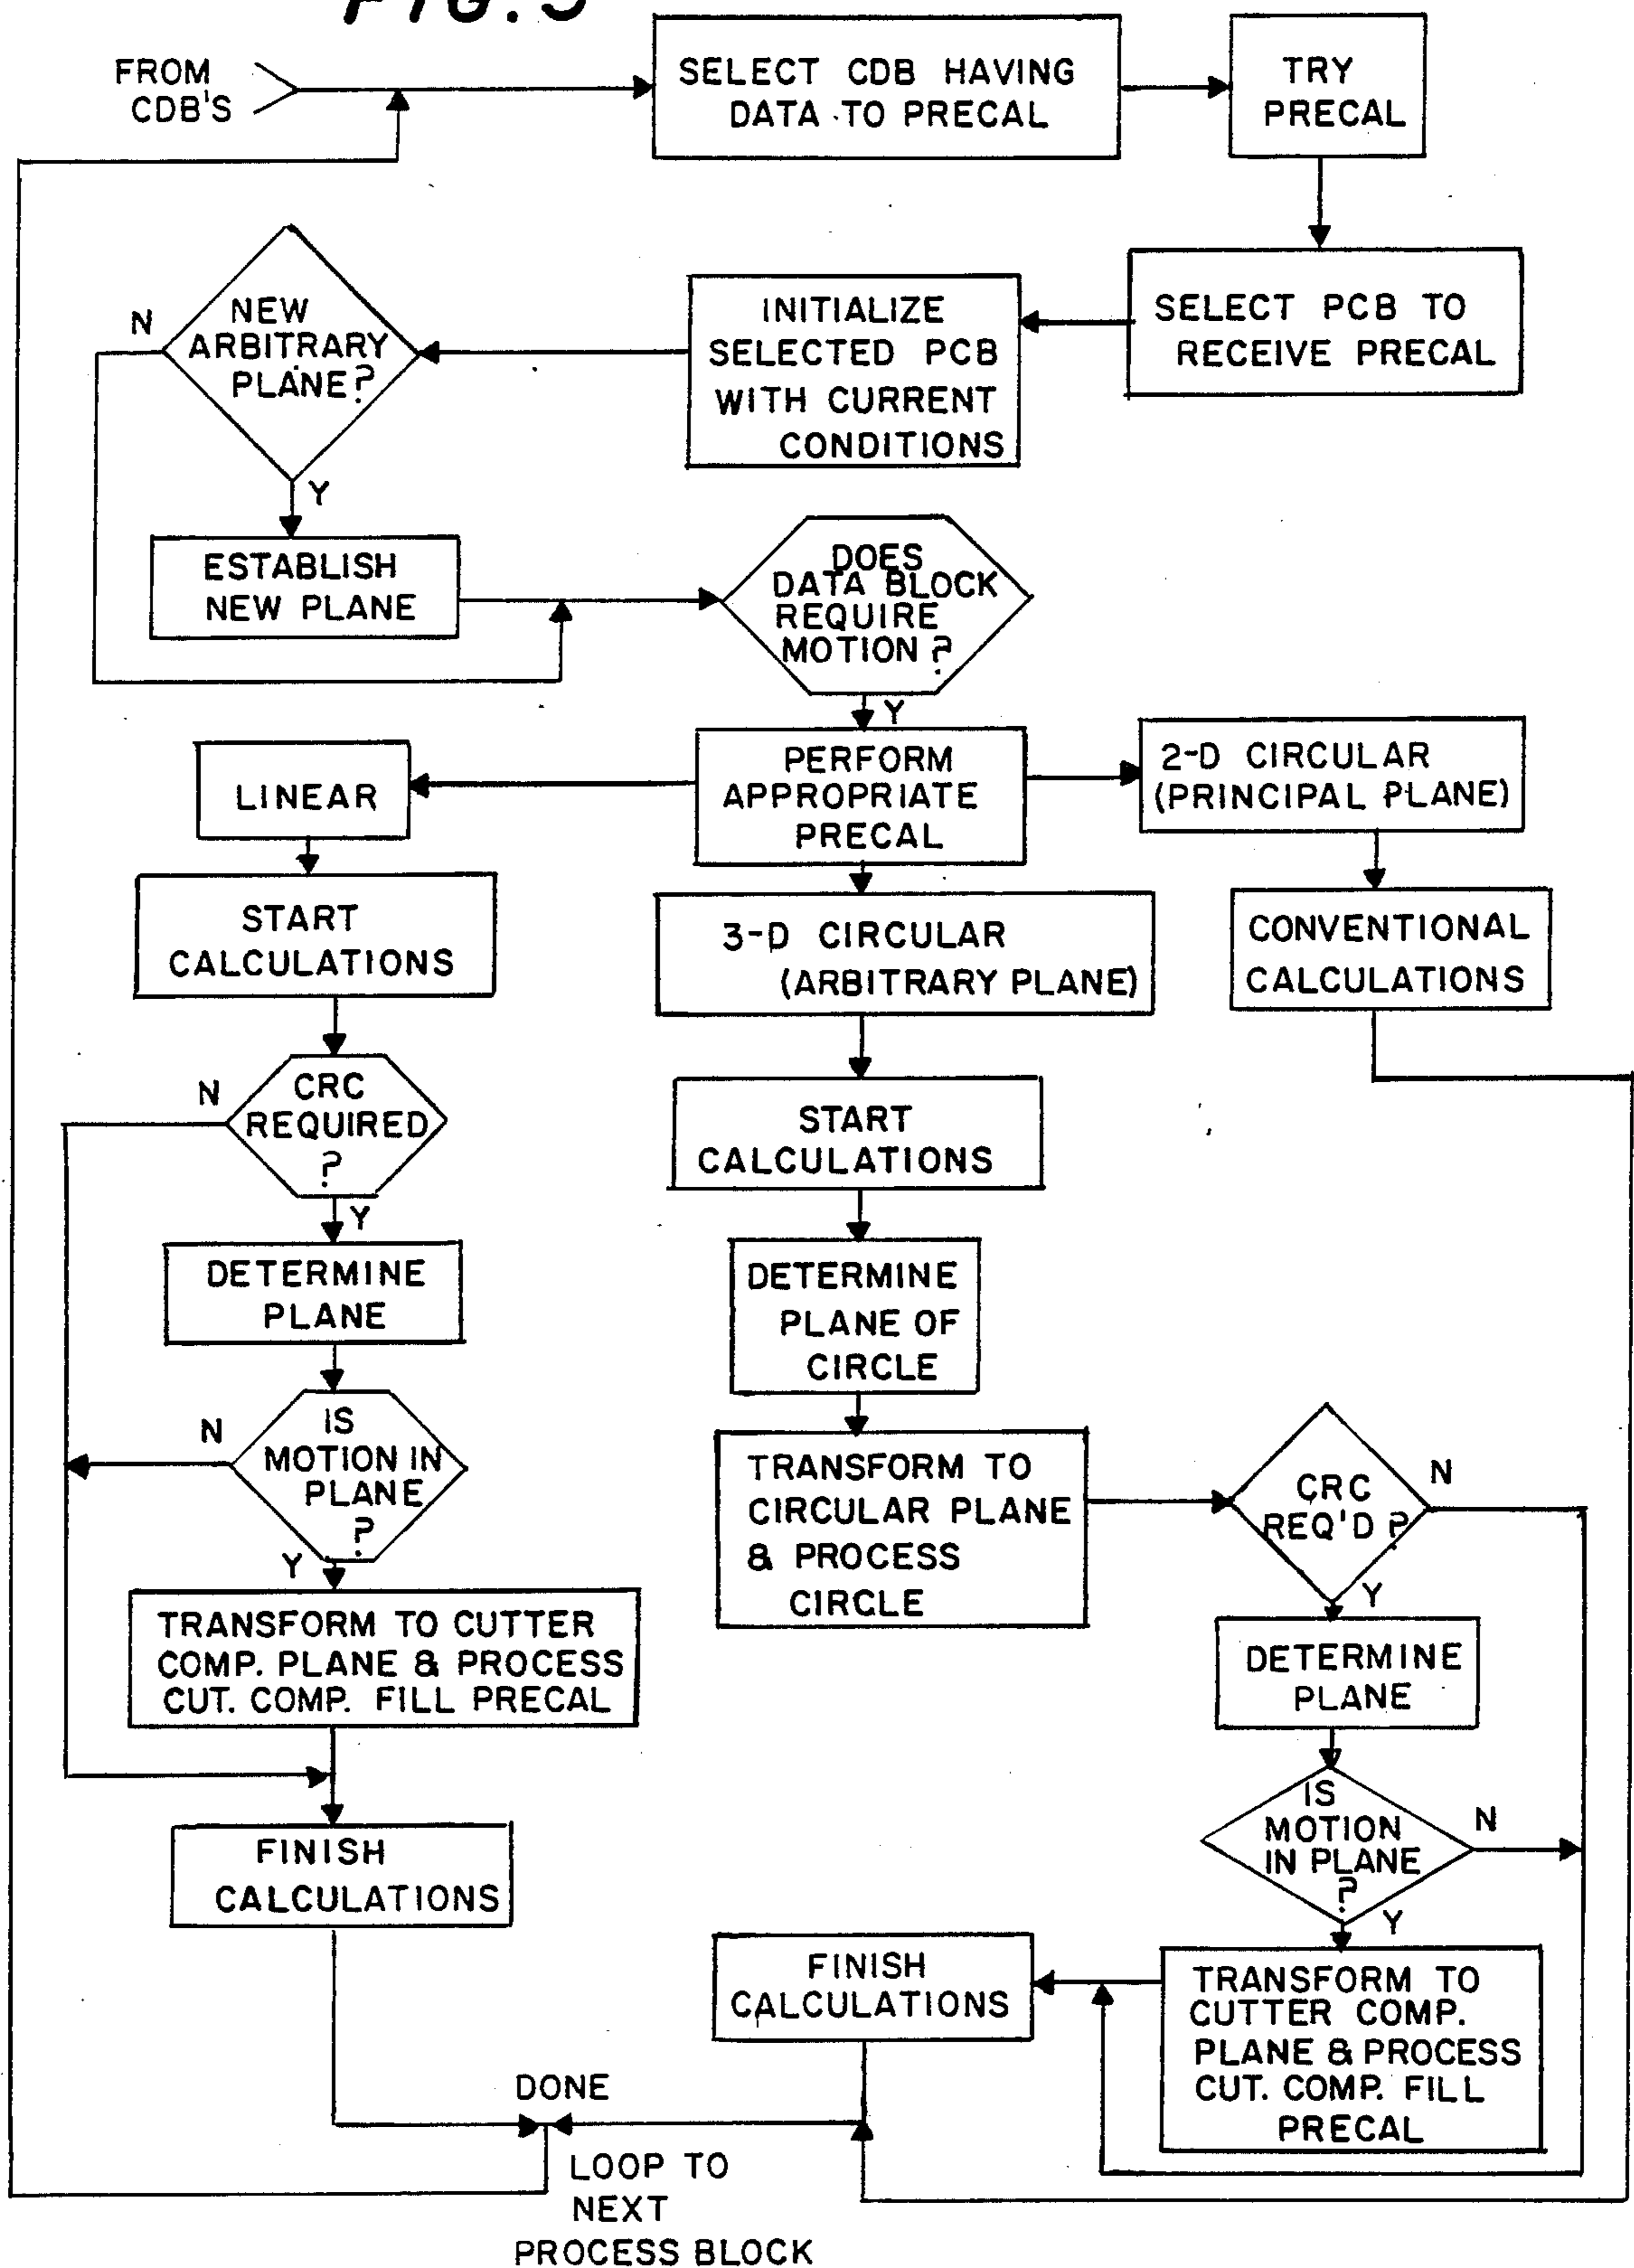 FIG. 5
FROM
CDB'S
SELECT CDB HAVING
DATA TO PRECAL
TRY
PRECAL
SELECT PCB TO
RECEIVE PRECAL
INITIALIZE
SELECTED PCB
WITH CURRENT
CONDITIONS
NEW
ARBITRARY
PLANE?
N
Y
ESTABLISH
NEW PLANE
DOES
DATA BLOCK
REQUIRE
MOTION ?
Y
PERFORM
APPROPRIATE
PRECAL
LINEAR
2-D CIRCULAR
(PRINCIPAL PLANE)
START
CALCULATIONS
3-D CIRCULAR
(ARBITRARY PLANE)
CONVENTIONAL
CALCULATIONS
N
CRC
REQUIRED
?
Y
START
CALCULATIONS
DETERMINE
PLANE
DETERMINE
PLANE OF
CIRCLE
N
IS
MOTION IN
PLANE
?
Y
TRANSFORM TO
CIRCULAR PLANE
& PROCESS
CIRCLE
CRC
REQ'D ?
N
Y
TRANSFORM TO CUTTER
COMP. PLANE & PROCESS
CUT. COMP. FILL PRECAL
DETERMINE
PLANE
IS
MOTION
IN PLANE
?
N
Y
FINISH
CALCULATIONS
FINISH
CALCULATIONS
TRANSFORM TO
CUTTER COMP.
PLANE & PROCESS
CUT. COMP. FILL
PRECAL
DONE
LOOP TO
NEXT
PROCESS BLOCK